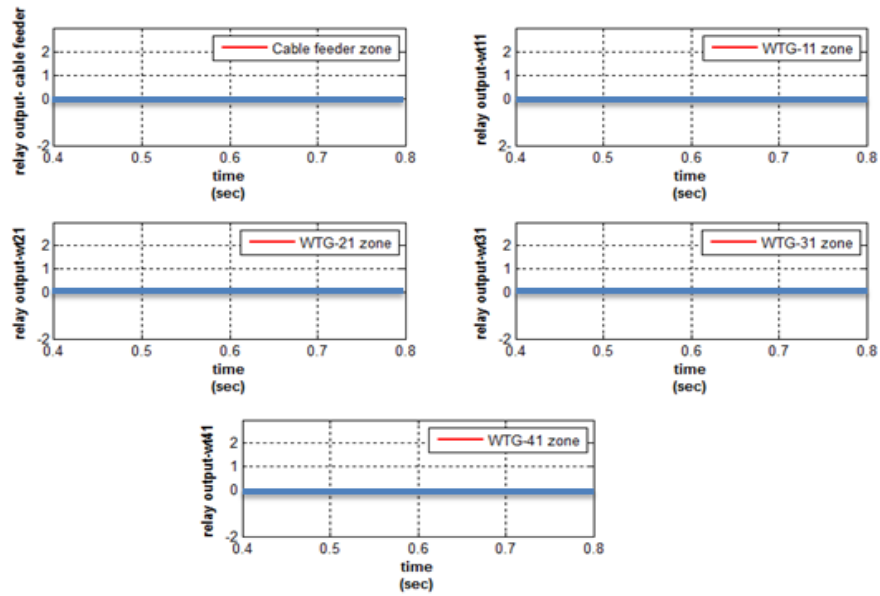 relay output- cable feeder
Cable feeder zone
2
1
0
-2
0.4 0.5 0.6 0.7 0.8
time
(sec)
relay output-wt11
WTG-11 zone
2
1
0
2-
0.4 0.5 0.6 0.7 0.8
time
(sec)
relay output-wt21
WTG-21 zone
2
1
0
-2
0.4 0.5 0.6 0.7 0.8
time
(sec)
relay output-wt31
WTG-31 zone
2
1
0
-2
0.4 0.5 0.6 0.7 0.8
time
(sec)
relay output-wt41
WTG-41 zone
2
1
0
-2
0.4 0.5 0.6 0.7 0.8
time
(sec)